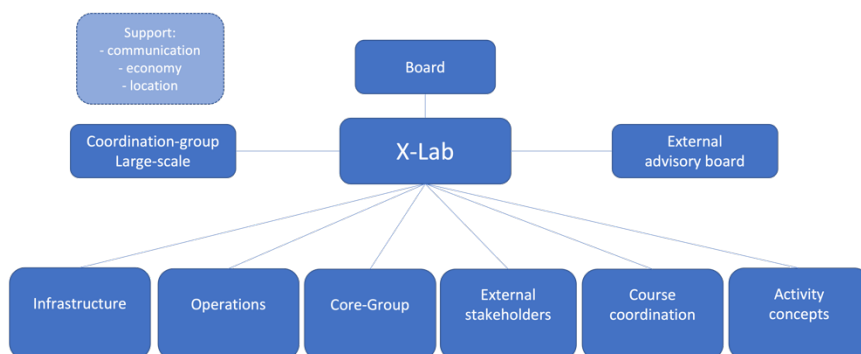 Support:
- communication
- economy
- location
Board
Coordination-group
Large-scale
X-Lab
External
advisory board
Infrastructure
Operations
Core-Group
External
stakeholders
Course
coordination
Activity
concepts